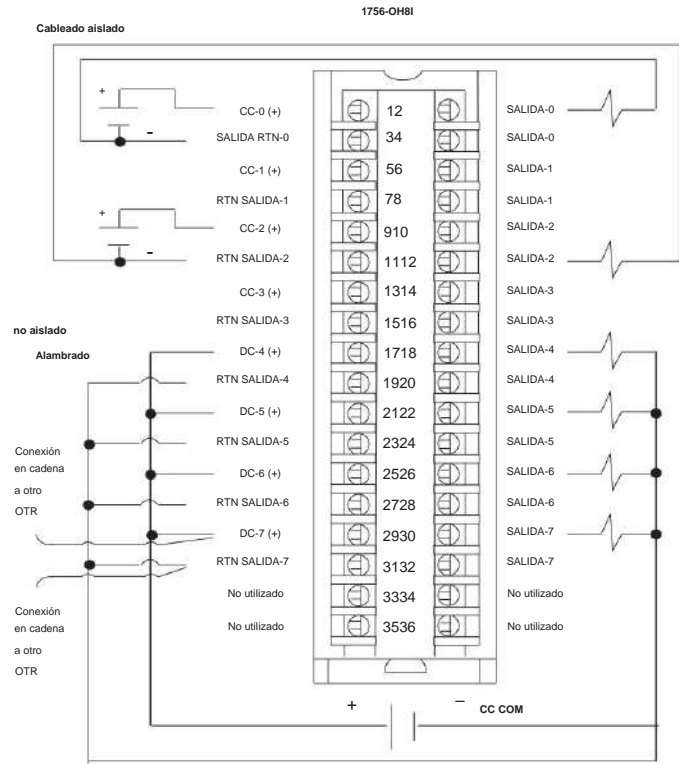 1756-OH8I
Cableado aislado
+
CC-0 (+) 12 SALIDA-0
SALIDA RTN-0 34 SALIDA-0
-
CC-1 (+) 56 SALIDA-1
RTN SALIDA-1 78 SALIDA-1
+
CC-2 (+) 910 SALIDA-2
-
RTN SALIDA-2 1112 SALIDA-2
CC-3 (+) 1314 SALIDA-3
no aislado
RTN SALIDA-3 1516 SALIDA-3
Alambrado
DC-4 (+) 1718 SALIDA-4
RTN SALIDA-4 1920 SALIDA-4
DC-5 (+) 2122 SALIDA-5
RTN SALIDA-5 2324 SALIDA-5
Conexión
en cadena
a otro
OTR
DC-6 (+) 2526 SALIDA-6
RTN SALIDA-6 2728 SALIDA-6
DC-7 (+) 2930 SALIDA-7
RTN SALIDA-7 3132 SALIDA-7
No utilizado 3334 No utilizado
No utilizado 3536 No utilizado
Conexión
en cadena
a otro
OTR
+ – CC COM